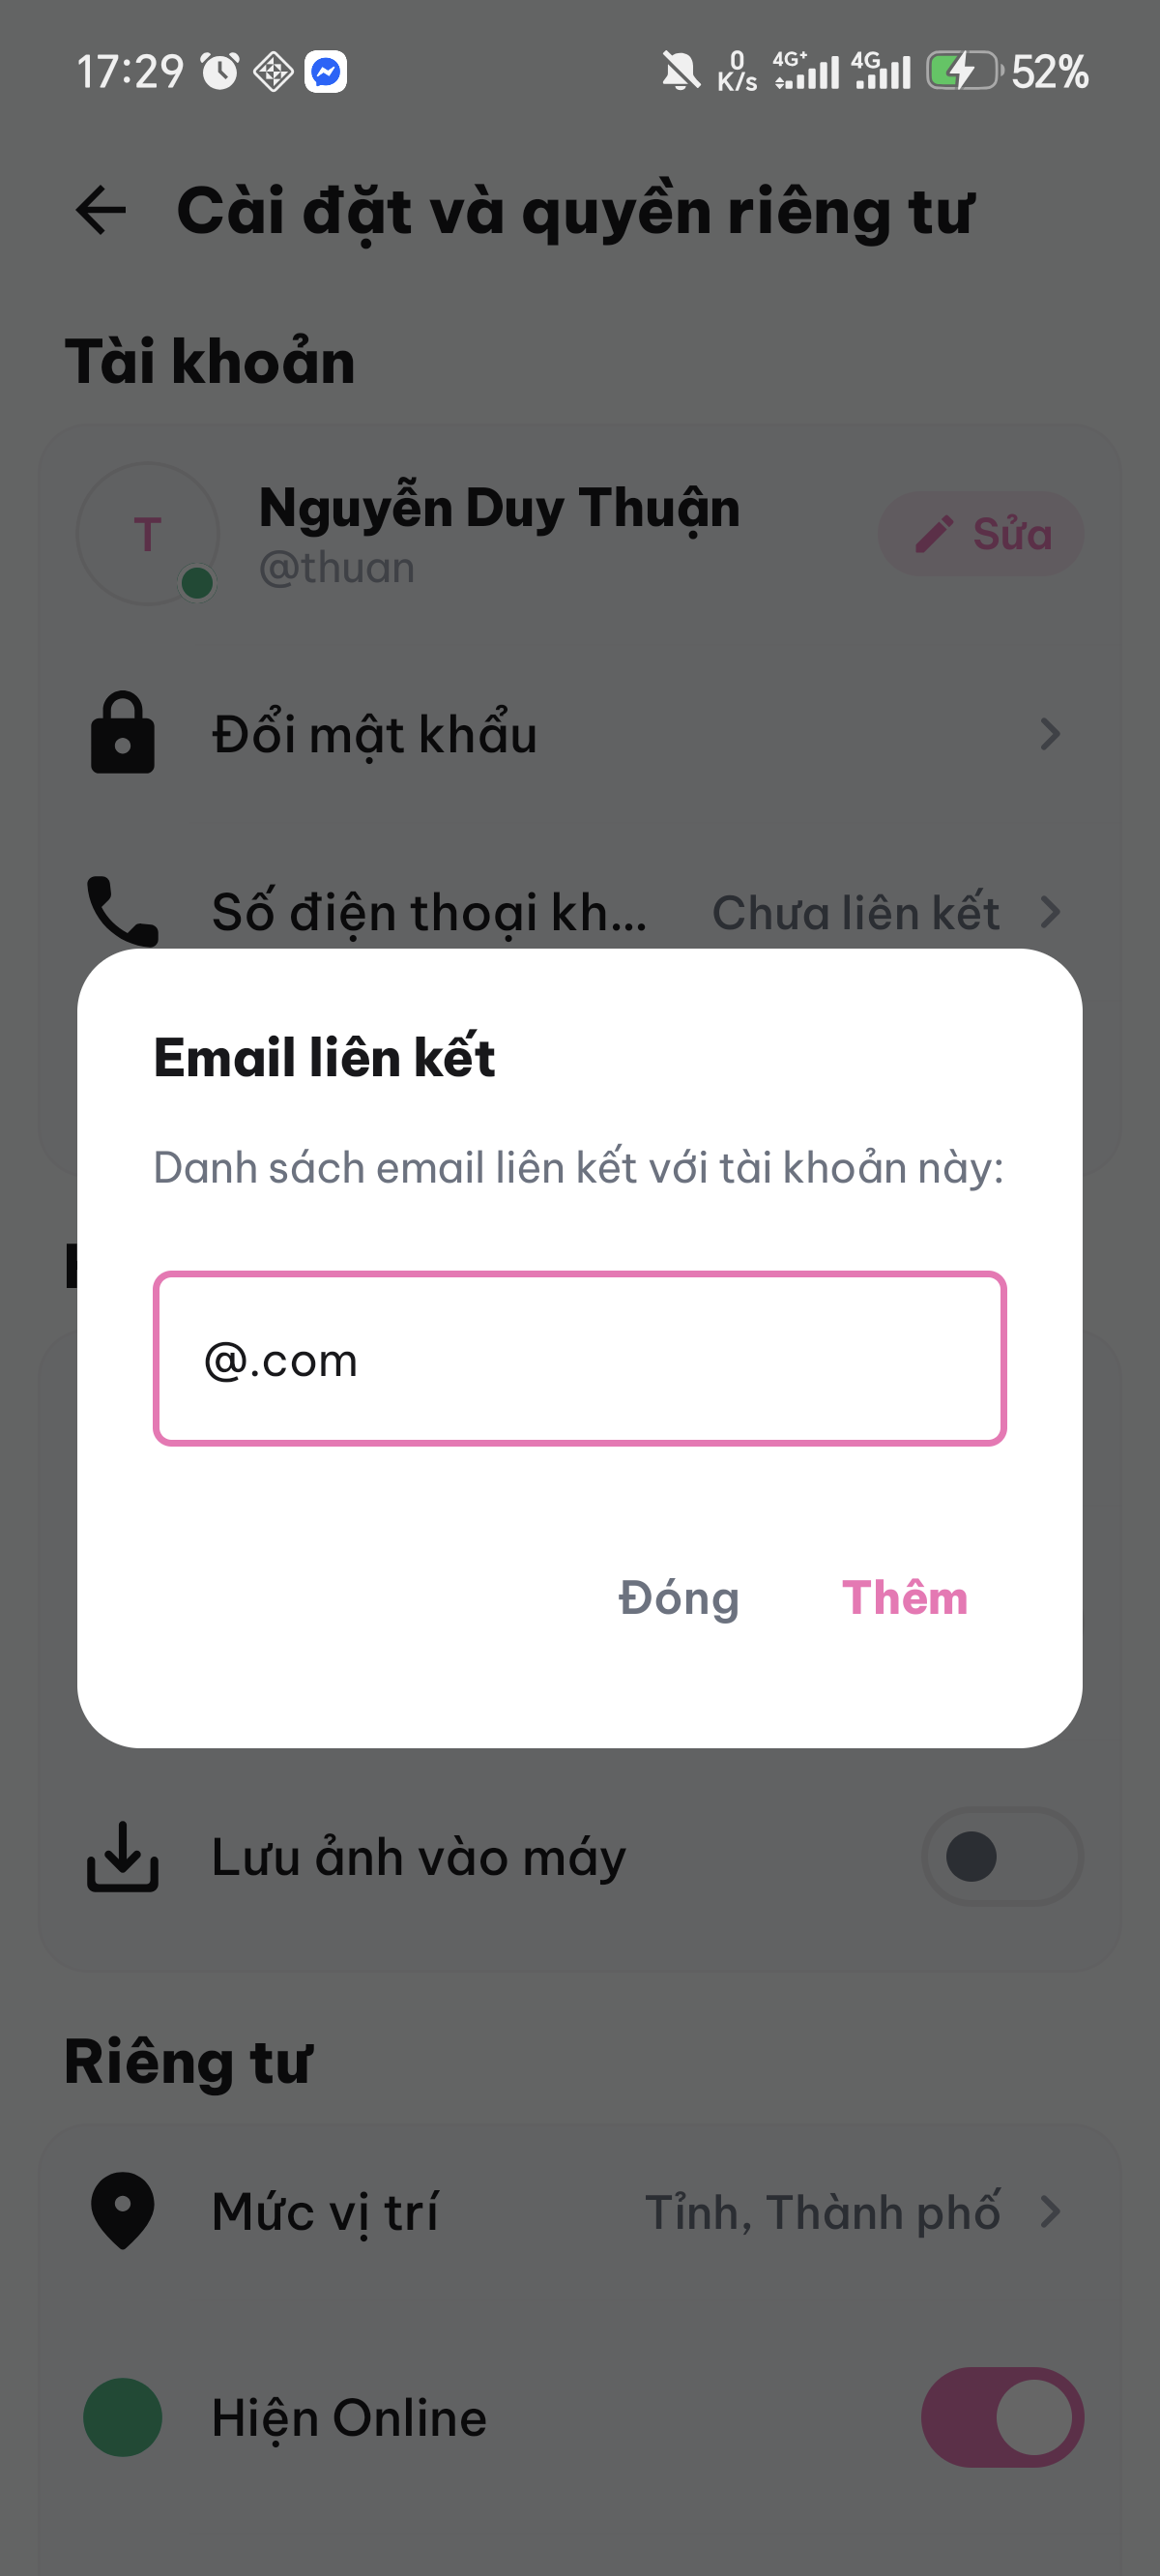 17:29
0
K/s
4G+
4G
52%
Cài đặt và quyền riêng tư
Tài khoản
T
Nguyễn Duy Thuận
@thuan
Sửa
Đổi mật khẩu
Số điện thoại kh...
Chưa liên kết
Email liên kết
Danh sách email liên kết với tài khoản này:
@.com
Đóng
Thêm
Lưu ảnh vào máy
Riêng tư
Mức vị trí
Tỉnh, Thành phố
Hiện Online